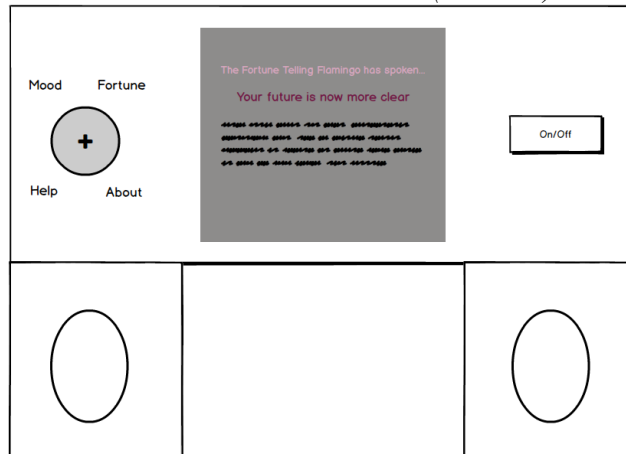 Mood Fortune
Help About
The Fortune Telling Flamingo has spoken...
Your future is now more clear
On/Off